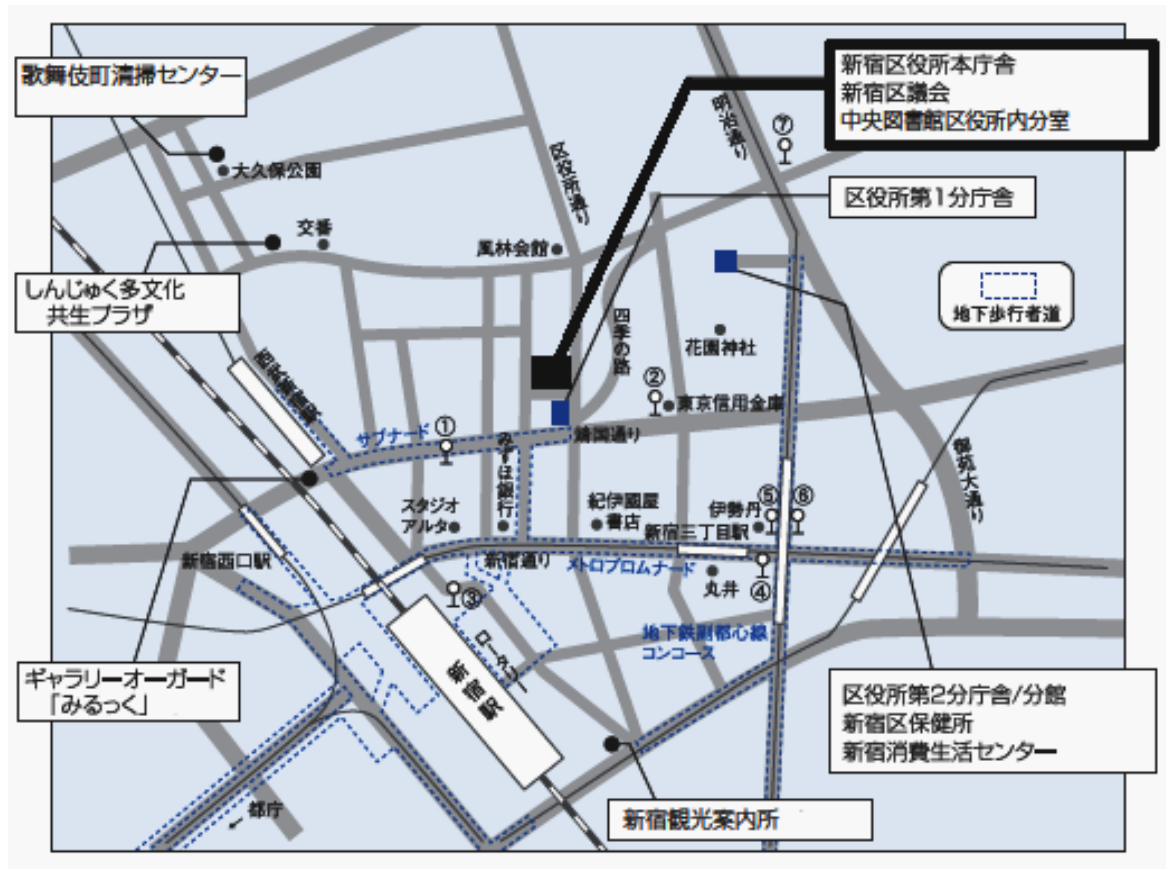 歌舞伎町清掃センター
新宿区役所本庁舎
新宿区議会
中央図書館区役所内分室
明治通り
⑦
区役所通り
大久保公園
区役所第1分庁舎
交番
風林会館
しんじゅく多文化
共生プラザ
地下歩行者道
四季の路
花園神社
西武新宿駅
②
東京信用金庫
サブナード
①
靖国通り
みずほ銀行
御苑大通り
スタジオ
アルタ
紀伊國屋
書店
伊勢丹
⑤
⑥
新宿三丁目駅
新宿西口駅
新宿通り
メトロプロムナード
丸井
④
③
ロータリー
地下鉄副都心線
コンコース
新宿駅
ギャラリーオーガード
「みるっく」
区役所第2分庁舎/分館
新宿区保健所
新宿消費生活センター
都庁
新宿観光案内所